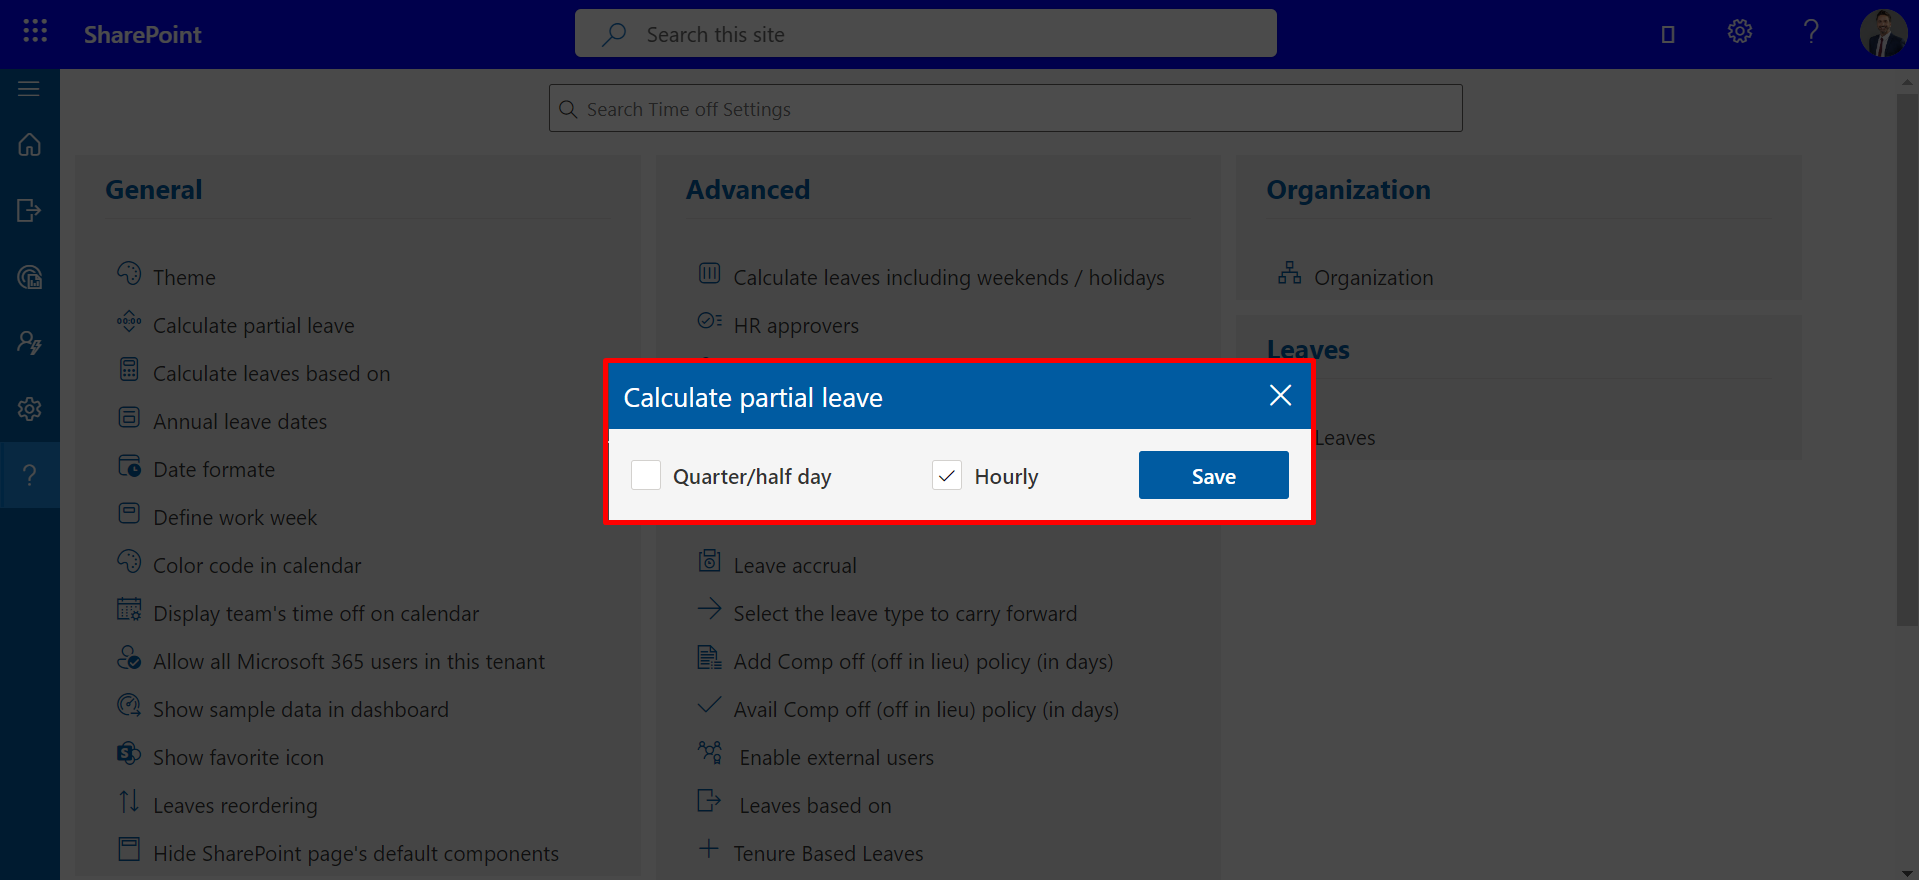 SharePoint
Search this site
Search Time off Settings
General
Theme
Calculate partial leave
Calculate leaves based on
Annual leave dates
Date formate
Define work week
Color code in calendar
Display team's time off on calendar
Allow all Microsoft 365 users in this tenant
Show sample data in dashboard
Show favorite icon
Leaves reordering
Hide SharePoint page's default components
Advanced
Calculate leaves including weekends / holidays
HR approvers
Leave accrual
Select the leave type to carry forward
Add Comp off (off in lieu) policy (in days)
Avail Comp off (off in lieu) policy (in days)
Enable external users
Leaves based on
Tenure Based Leaves
Organization
Organization
Leaves
Leaves
Calculate partial leave
Quarter/half day
Hourly
Save